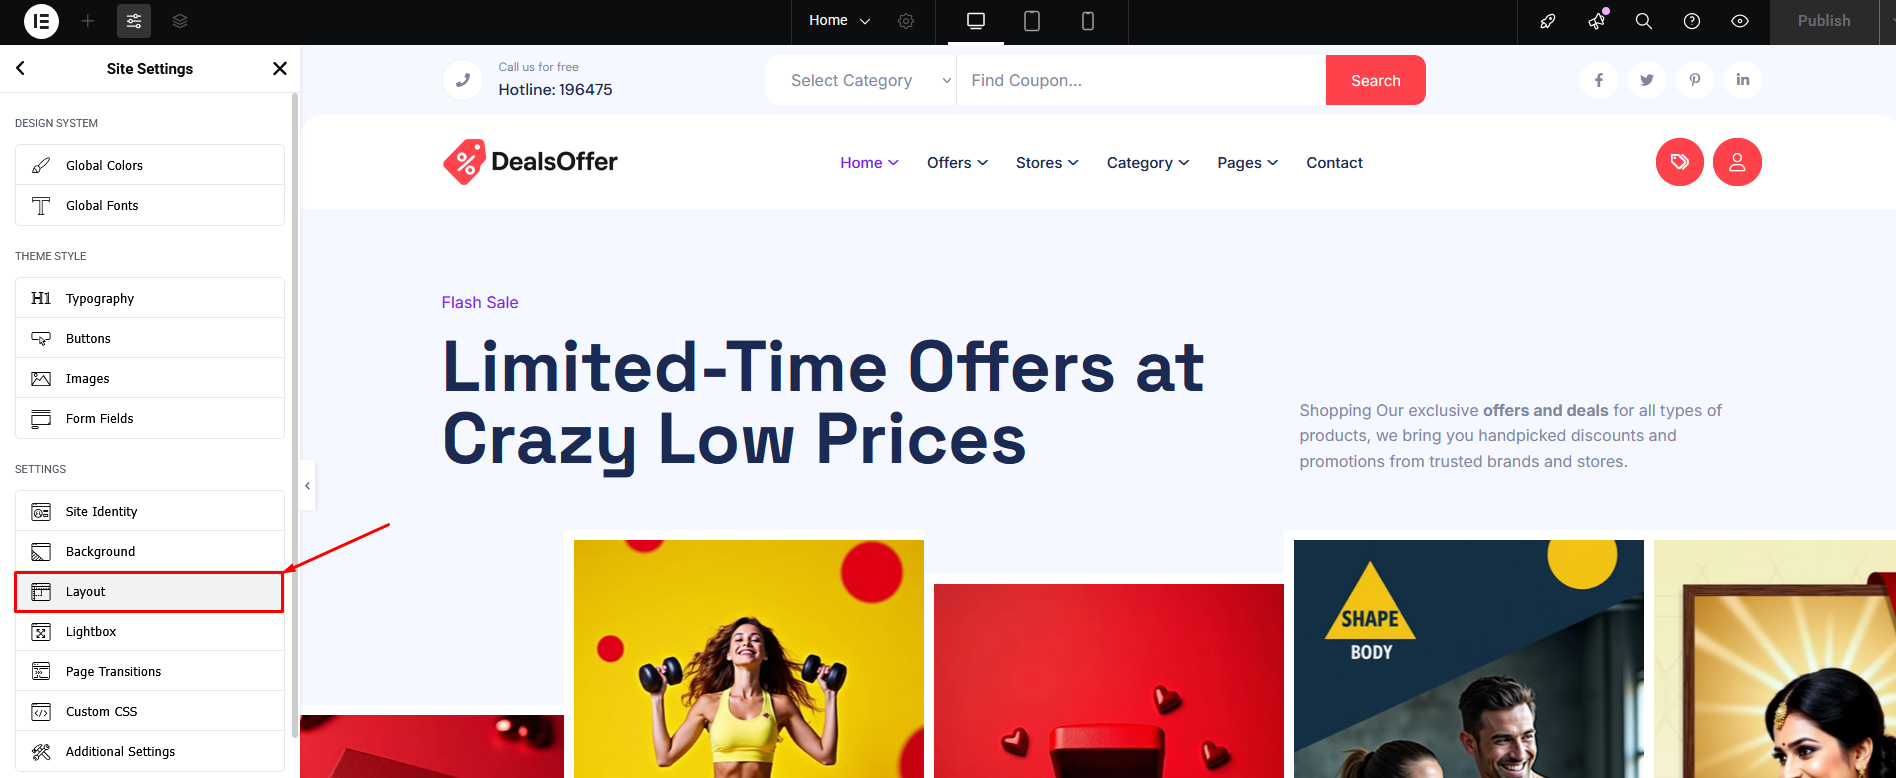 Home
Publish
Site Settings
DESIGN SYSTEM
Global Colors
Global Fonts
THEME STYLE
H1 Typography
Buttons
Images
Form Fields
SETTINGS
Site Identity
Background
Layout
Lightbox
Page Transitions
Custom CSS
Additional Settings
Call us for free
Hotline: 196475
Select Category
Find Coupon...
Search
DealsOffer
Home
Offers
Stores
Category
Pages
Contact
Flash Sale
Limited-Time Offers at
Crazy Low Prices
Shopping Our exclusive offers and deals for all types of
products, we bring you handpicked discounts and
promotions from trusted brands and stores.
SHAPE
BODY